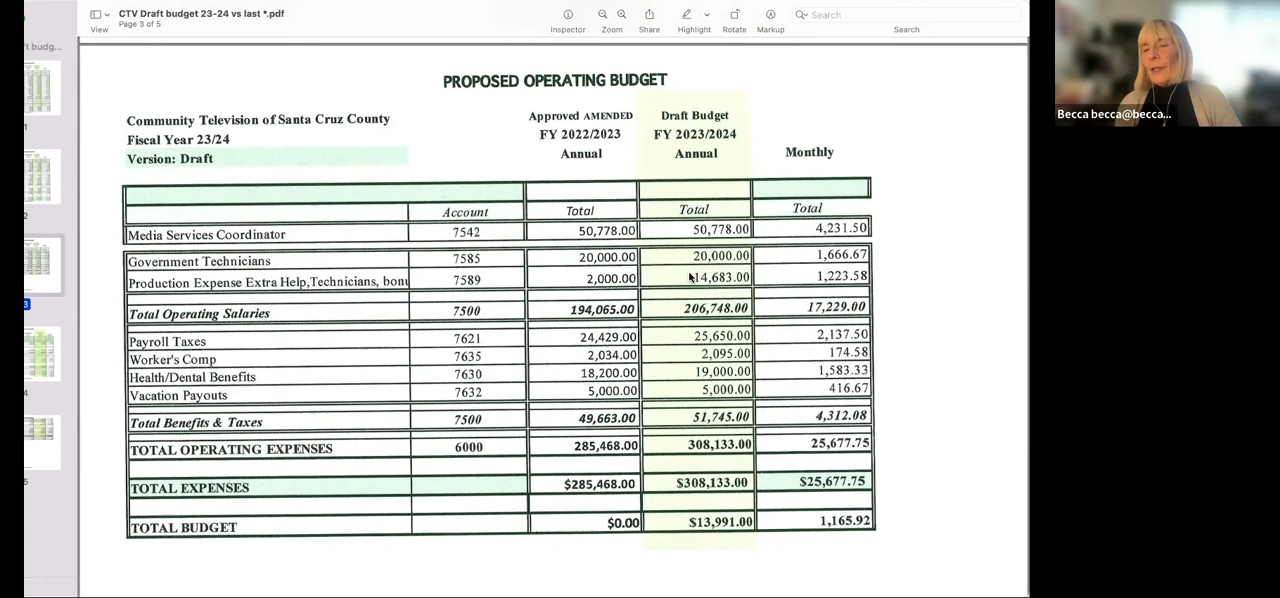 CTV Draft budget 23-24 vs last *.pdf
Page 3 of 5
View
Inspector
Zoom
Share
Highlight
Rotate
Markup
Search
Search
t budg...
1
2
3
4
5
PROPOSED OPERATING BUDGET
Community Television of Santa Cruz County
Fiscal Year 23/24
Version: Draft
Approved AMENDED
FY 2022/2023
Annual
Draft Budget
FY 2023/2024
Annual
Monthly
Account Total Total Total
Media Services Coordinator 7542 50,778.00 50,778.00 4,231.50
Government Technicians 7585 20,000.00 20,000.00 1,666.67
Production Expense Extra Help,Technicians, bonu 7589 2,000.00 14,683.00 1,223.58
Total Operating Salaries 7500 194,065.00 206,748.00 17,229.00
Payroll Taxes 7621 24,429.00 25,650.00 2,137.50
Worker's Comp 7635 2,034.00 2,095.00 174.58
Health/Dental Benefits 7630 18,200.00 19,000.00 1,583.33
Vacation Payouts 7632 5,000.00 5,000.00 416.67
Total Benefits & Taxes 7500 49,663.00 51,745.00 4,312.08
TOTAL OPERATING EXPENSES 6000 285,468.00 308,133.00 25,677.75
TOTAL EXPENSES $285,468.00 $308,133.00 $25,677.75
TOTAL BUDGET $0.00 $13,991.00 1,165.92
Becca becca@becca...